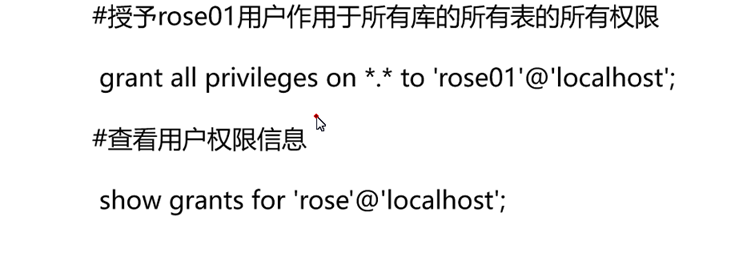 #授予rose01用户作用于所有库的所有表的所有权限
grant all privileges on *.* to 'rose01'@'localhost';
#查看用户权限信息
show grants for 'rose'@'localhost';